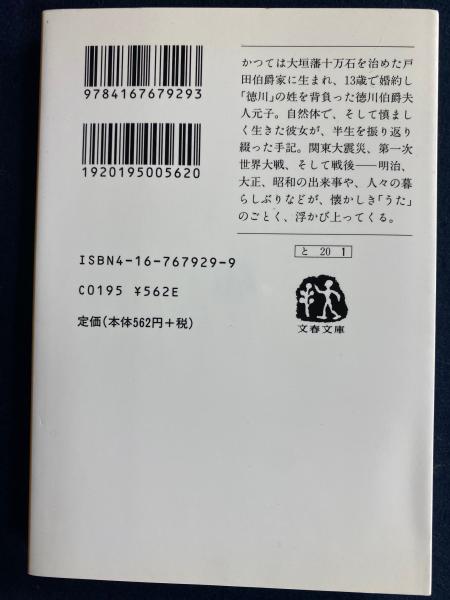 9784167679293
1920195005620
ISBN4-16-767929-9
C0195 ¥562E
定価(本体562円+税)
かつては大垣藩十万石を治めた戸
田伯爵家に生まれ、13歳で婚約し
「徳川」の姓を背負った徳川伯爵夫
人元子。自然体で、そして慎まし
く生きた彼女が、半生を振り返り
綴った手記。関東大震災、第一次
世界大戦、そして戦後——明治、
大正、昭和の出来事や、人々の暮
らしぶりなどが、懐かしき「うた」
のごとく、浮かび上ってくる。
と 20 1
文春文庫